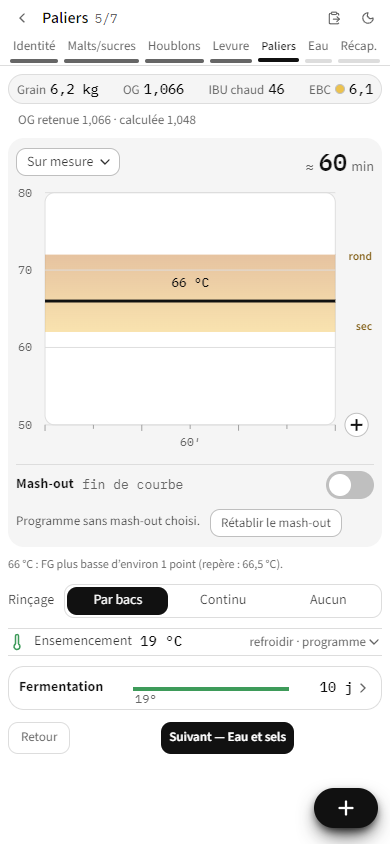 Paliers 5/7
Identité Malts/sucres Houblons Levure Paliers Eau Récap.
Grain 6,2 kg OG 1,066 IBU chaud 46 EBC 6,1
OG retenue 1,066 · calculée 1,048
Sur mesure ≈ 60 min
80
rond
70
66 °C
sec
60
50
60′
Mash-out fin de courbe
Programme sans mash-out choisi. Rétablir le mash-out
66 °C : FG plus basse d’environ 1 point (repère : 66,5 °C).
Rinçage Par bacs Continu Aucun
Ensemencement 19 °C refroidir · programme
Fermentation 10 j
19°
Retour Suivant — Eau et sels